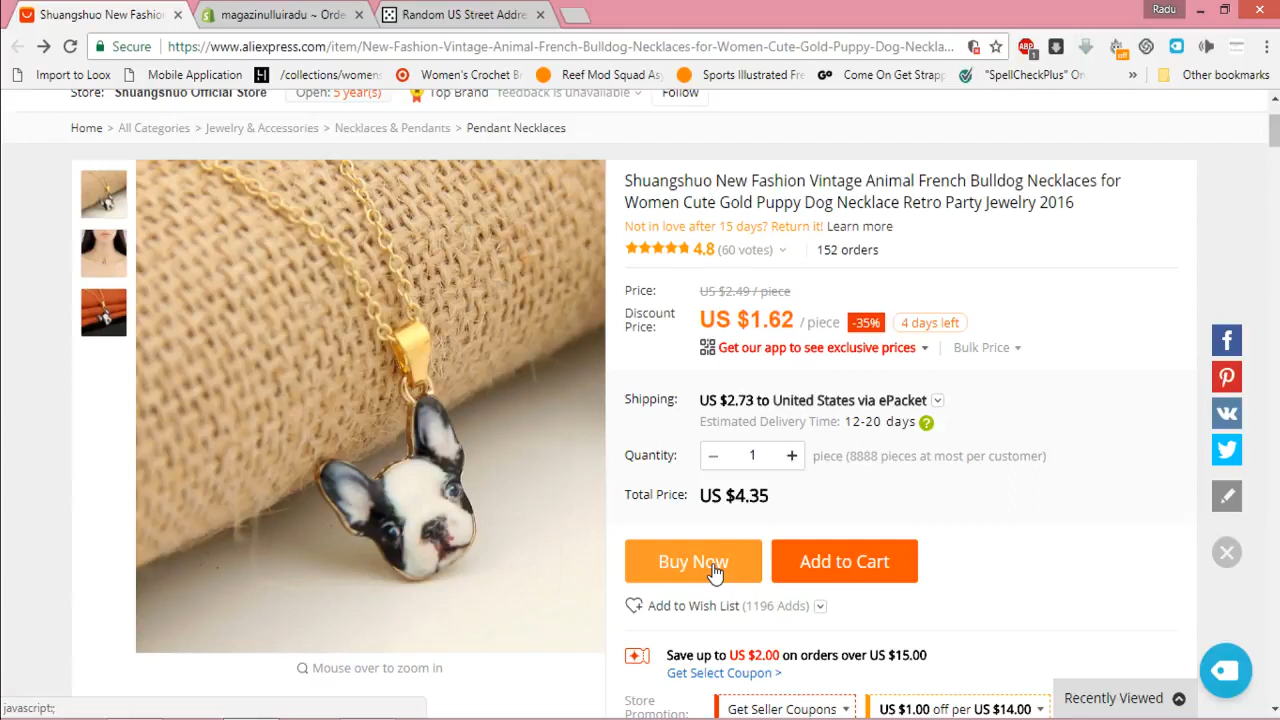 Shuangshuo New Fashio
magazinulluiradu ~ Orde
Random US Street Addre
Radu
Secure
https://www.aliexpress.com/item/New-Fashion-Vintage-Animal-French-Bulldog-Necklaces-for-Women-Cute-Gold-Puppy-Dog-Neckla...
Import to Loox
Mobile Application
/collections/womens
Women's Crochet B
Reef Mod Squad As
Sports Illustrated Fre
GO Come On Get Strap
"SpellCheckPlus" On
»
Other bookmarks
Store: Shuangshuo Official Store
Open: 5 year(s)
Top Brand
feedback is unavailable
Follow
Home > All Categories > Jewelry & Accessories > Necklaces & Pendants > Pendant Necklaces
Shuangshuo New Fashion Vintage Animal French Bulldog Necklaces for
Women Cute Gold Puppy Dog Necklace Retro Party Jewelry 2016
Not in love after 15 days? Return it! Learn more
4.8 (60 votes) 152 orders
Price: US $2.49 / piece
Discount
Price: US $1.62 / piece -35% 4 days left
Get our app to see exclusive prices Bulk Price
Shipping: US $2.73 to United States via ePacket
Estimated Delivery Time: 12-20 days ?
Quantity: − 1 + piece (8888 pieces at most per customer)
Total Price: US $4.35
Buy Now
Add to Cart
Add to Wish List (1196 Adds)
Mouse over to zoom in
Save up to US $2.00 on orders over US $15.00
Get Select Coupon >
Store
Promotion:
Get Seller Coupons
US $1.00 off per US $14.00
Recently Viewed
javascript:;